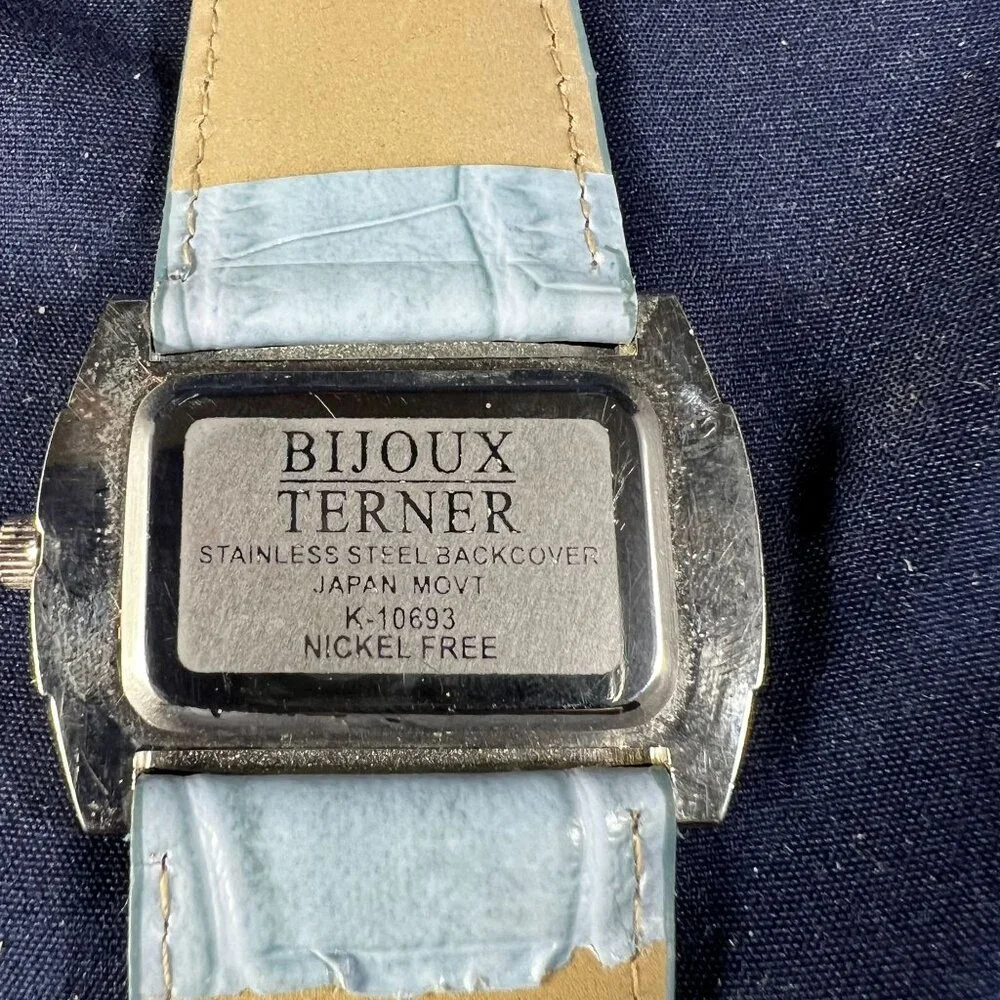 BIJOUX
TERNER
STAINLESS STEEL BACKCOVER
JAPAN MOVT
K-10693
NICKEL FREE